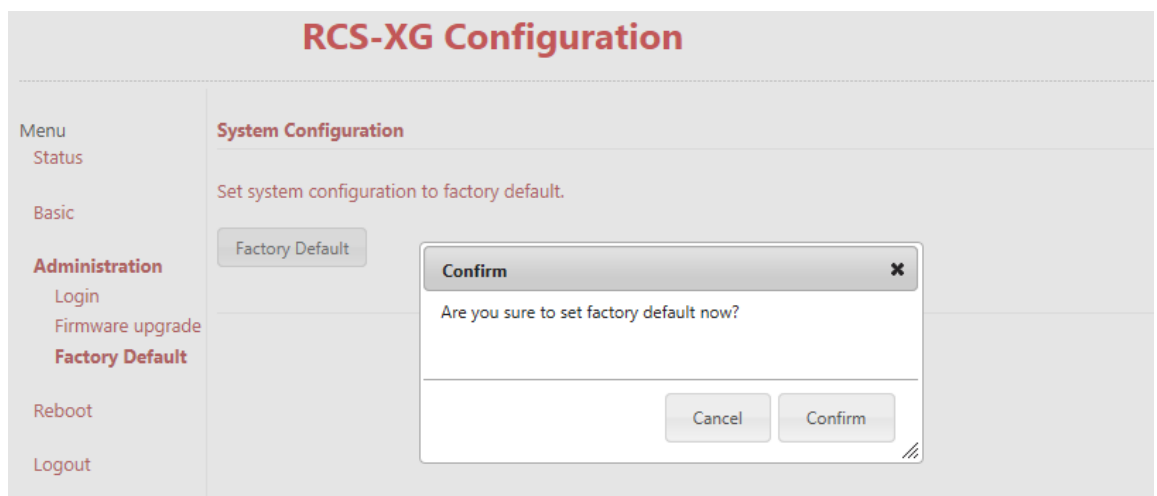 RCS-XG Configuration
Menu
Status
Basic
Administration
Login
Firmware upgrade
Factory Default
Reboot
Logout
System Configuration
Set system configuration to factory default.
Factory Default
Confirm
Are you sure to set factory default now?
Cancel
Confirm